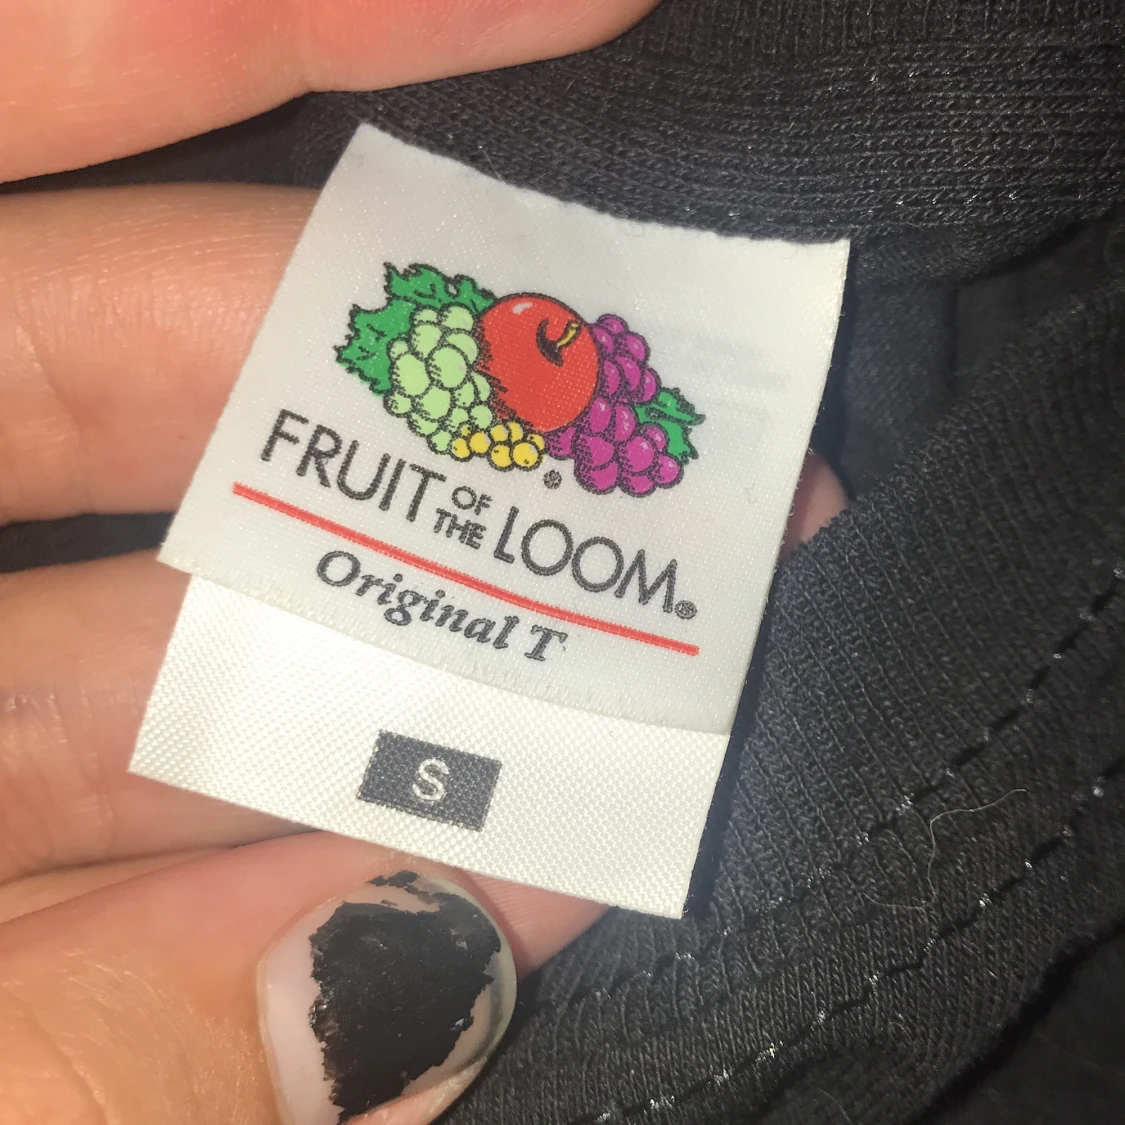 FRUIT OF THE LOOM®
Original T
S